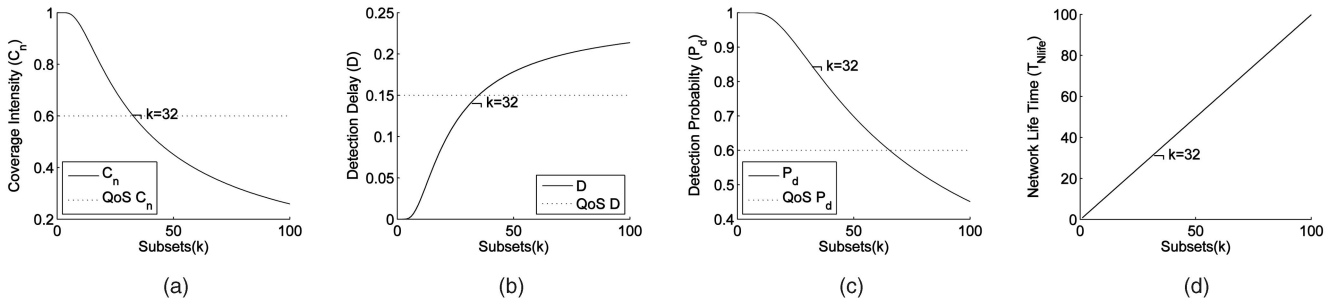 Coverage Intensity (C_n)
1
0.8
0.6
0.4
0.2
k=32
C_n
QoS C_n
0
50
100
Subsets(k)
(a)
Detection Delay (D)
0.25
0.2
0.15
0.1
0.05
0
k=32
D
QoS D
0
50
100
Subsets(k)
(b)
Detection Probabilty (P_d)
1
0.9
0.8
0.7
0.6
0.5
0.4
k=32
P_d
QoS P_d
0
50
100
Subsets(k)
(c)
Network Life Time (T_Nlife)
100
80
60
40
20
0
k=32
0
50
100
Subsets(k)
(d)